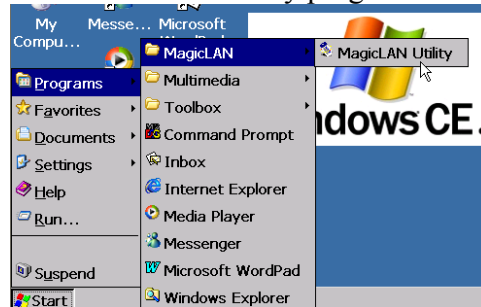 My Messe... Microsoft
Compu...
MagicLAN
MagicLAN Utility
Programs
Multimedia
Favorites
Toolbox
Documents
Command Prompt
Settings
Inbox
Help
Internet Explorer
Run...
Media Player
Messenger
Suspend
Microsoft WordPad
Start
Windows Explorer
ndows CE